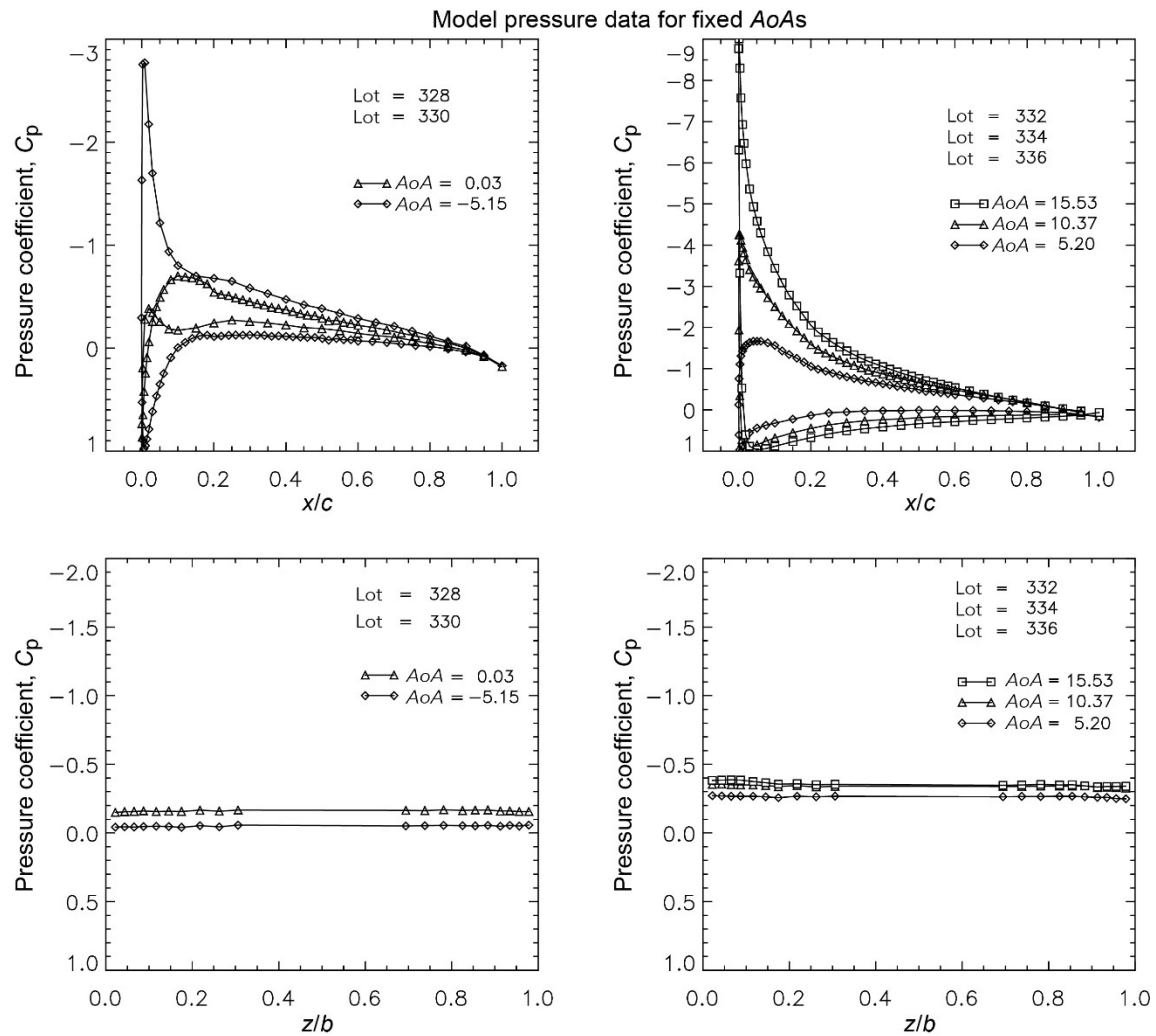 Model pressure data for fixed AoAs
−3
−2
−1
0
1
Pressure coefficient, Cp
Lot = 328
Lot = 330
AoA = 0.03
AoA = −5.15
0.0 0.2 0.4 0.6 0.8 1.0
x/c
−9
−8
−7
−6
−5
−4
−3
−2
−1
0
1
Pressure coefficient, Cp
Lot = 332
Lot = 334
Lot = 336
AoA = 15.53
AoA = 10.37
AoA = 5.20
0.0 0.2 0.4 0.6 0.8 1.0
x/c
−2.0
−1.5
−1.0
−0.5
0.0
0.5
1.0
Pressure coefficient, Cp
Lot = 328
Lot = 330
AoA = 0.03
AoA = −5.15
0.0 0.2 0.4 0.6 0.8 1.0
z/b
−2.0
−1.5
−1.0
−0.5
0.0
0.5
1.0
Pressure coefficient, Cp
Lot = 332
Lot = 334
Lot = 336
AoA = 15.53
AoA = 10.37
AoA = 5.20
0.0 0.2 0.4 0.6 0.8 1.0
z/b